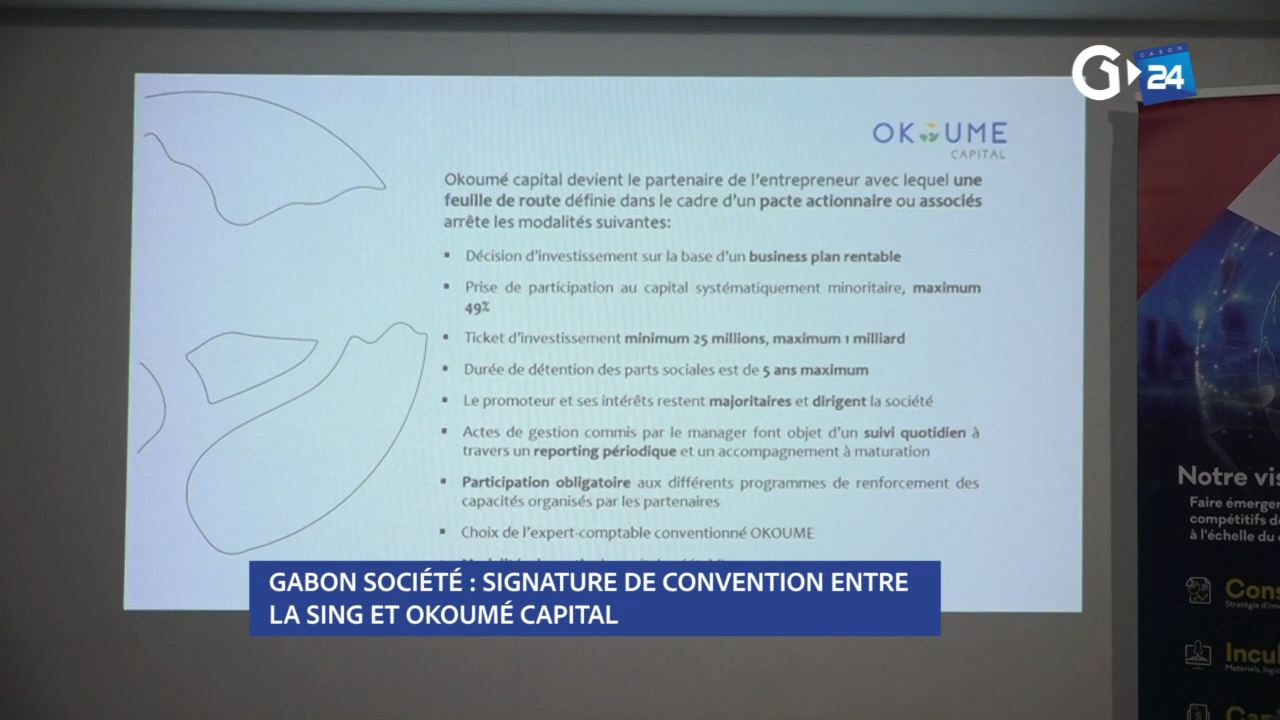 GABON
24
OKOUME
CAPITAL
Okoumé capital devient le partenaire de l'entrepreneur avec lequel une
feuille de route définie dans le cadre d'un pacte actionnaire ou associés
arrête les modalités suivantes:
▪ Décision d'investissement sur la base d'un business plan rentable
▪ Prise de participation au capital systématiquement minoritaire, maximum
49%
▪ Ticket d'investissement minimum 25 millions, maximum 1 milliard
▪ Durée de détention des parts sociales est de 5 ans maximum
▪ Le promoteur et ses intérêts restent majoritaires et dirigent la société
▪ Actes de gestion commis par le manager font objet d'un suivi quotidien à
travers un reporting périodique et un accompagnement à maturation
▪ Participation obligatoire aux différents programmes de renforcement des
capacités organisés par les partenaires
▪ Choix de l'expert-comptable conventionné OKOUME
GABON SOCIÉTÉ : SIGNATURE DE CONVENTION ENTRE
LA SING ET OKOUMÉ CAPITAL
Notre vis
Faire émerger
compétitifs d
à l'échelle du
Cons
Stratégie d'inn
Incu
Materiels, logi